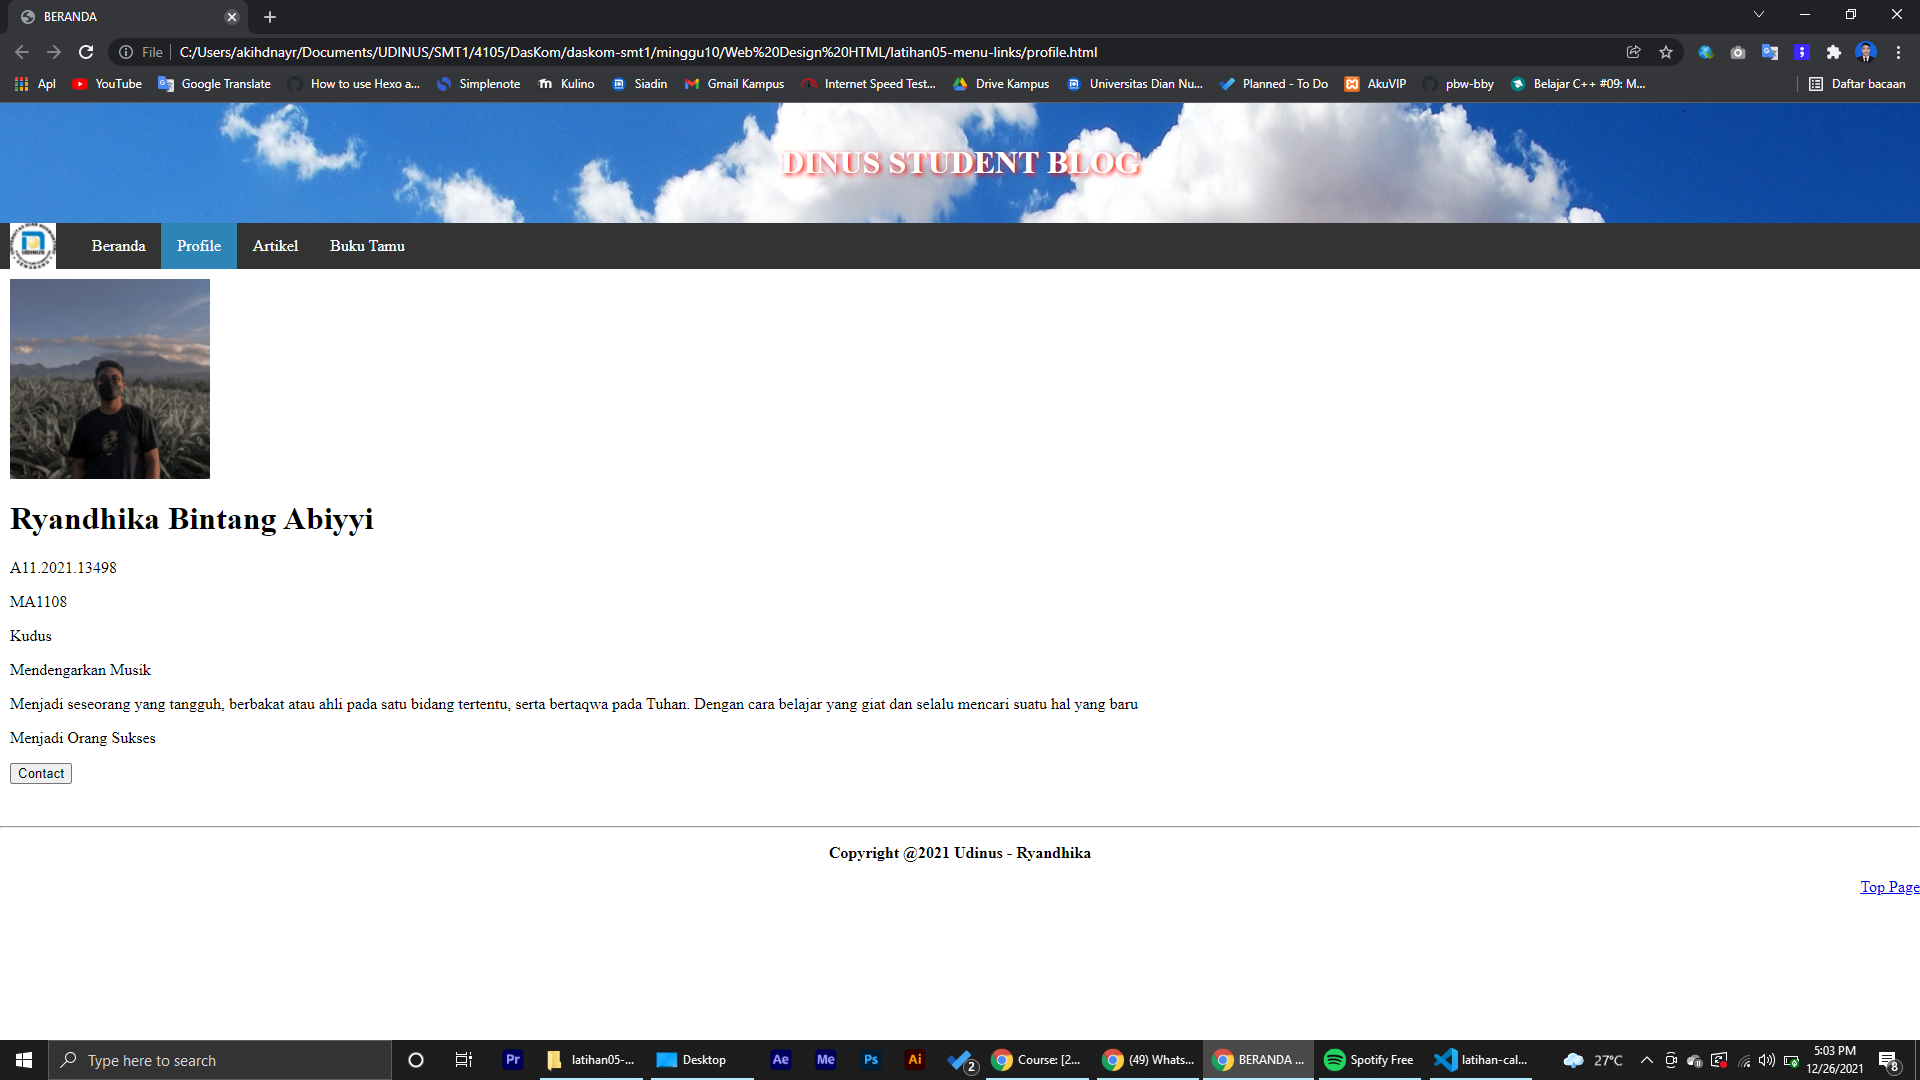 BERANDA
File
C:/Users/akihdnayr/Documents/UDINUS/SMT1/4105/DasKom/daskom-smt1/minggu10/Web%20Design%20HTML/latihan05-menu-links/profile.html
Apl YouTube Google Translate How to use Hexo a... Simplenote Kulino Siadin Gmail Kampus Internet Speed Test... Drive Kampus Universitas Dian Nu... Planned - To Do AkuVIP pbw-bby Belajar C++ #09: M... Daftar bacaan
DINUS STUDENT BLOG
UDINUS
Beranda Profile Artikel Buku Tamu
Ryandhika Bintang Abiyyi
A11.2021.13498
MA1108
Kudus
Mendengarkan Musik
Menjadi seseorang yang tangguh, berbakat atau ahli pada satu bidang tertentu, serta bertaqwa pada Tuhan. Dengan cara belajar yang giat dan selalu mencari suatu hal yang baru
Menjadi Orang Sukses
Contact
Copyright @2021 Udinus - Ryandhika
Top Page
Type here to search Pr latihan05-... Desktop Ae Me Ps Ai 2 Course: [2... (49) Whats... BERANDA ... Spotify Free latihan-cal... 27°C 5:03 PM
12/26/2021 8